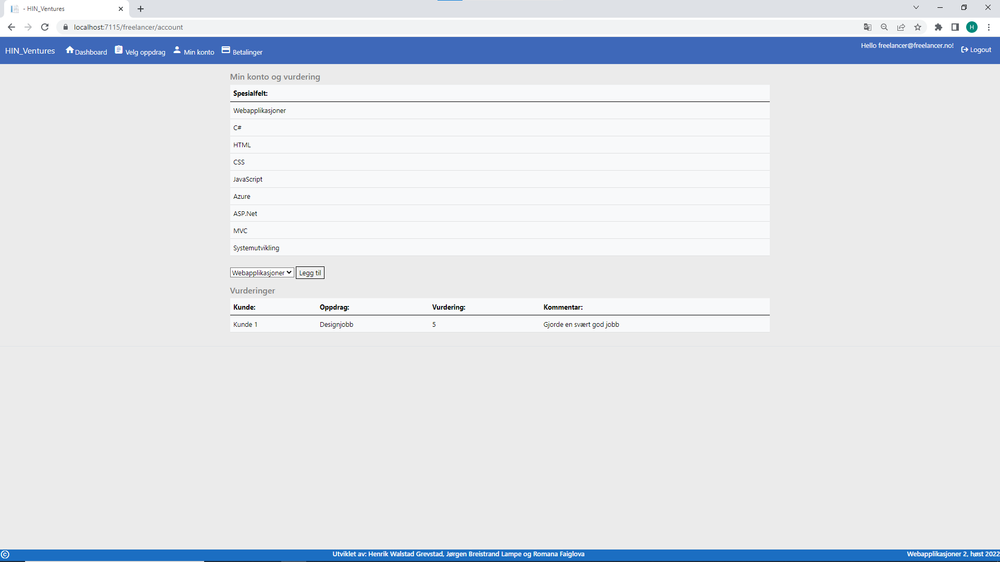 - HIN_Ventures
localhost:7115/freelancer/account
H
HIN_Ventures Dashboard Velg oppdrag Min konto Betalinger Hello freelancer@freelancer.no! Logout
Min konto og vurdering
Spesialfelt:
Webapplikasjoner
C#
HTML
CSS
JavaScript
Azure
ASP.Net
MVC
Systemutvikling
Webapplikasjoner Legg til
Vurderinger
Kunde: Oppdrag: Vurdering: Kommentar:
Kunde 1 Designjobb 5 Gjorde en svært god jobb
© Utviklet av: Henrik Walstad Grevstad, Jørgen Breistrand Lampe og Romana Faiglova Webapplikasjoner 2, høst 2022